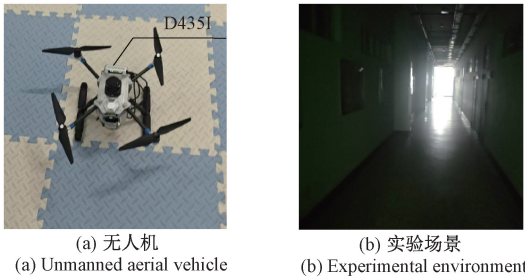 D435I
(a) 无人机
(a) Unmanned aerial vehicle
(b) 实验场景
(b) Experimental environment